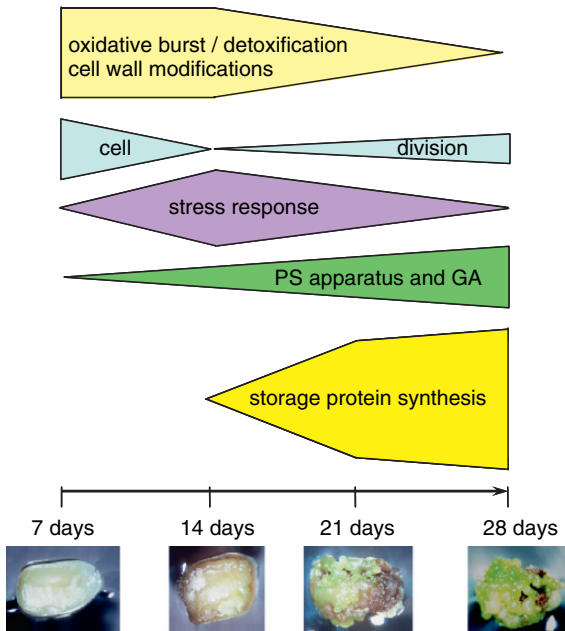 oxidative burst / detoxification
cell wall modifications
cell division
stress response
PS apparatus and GA
storage protein synthesis
7 days 14 days 21 days 28 days